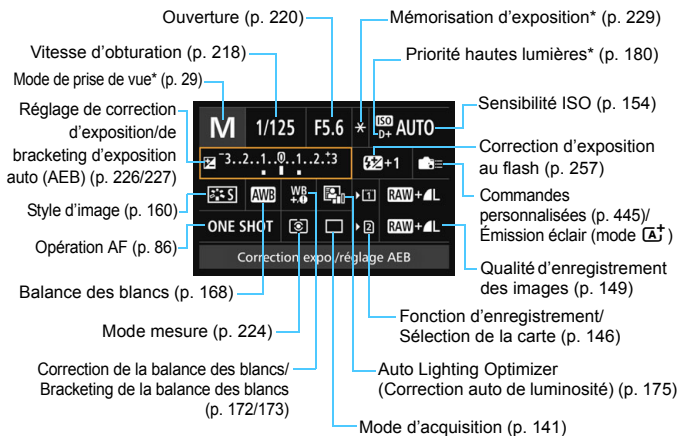 Ouverture (p. 220)
Mémorisation d'exposition* (p. 229)
Vitesse d'obturation (p. 218)
Priorité hautes lumières* (p. 180)
Mode de prise de vue* (p. 29)
Sensibilité ISO (p. 154)
Réglage de correction
d'exposition/de
bracketing d'exposition
auto (AEB) (p. 226/227)
M 1/125 F5.6 * ISO D+ AUTO
-3..2..1..0..1..2.+3 +1
S AWB WB +/- 1 RAW+L
ONE SHOT 2 RAW+L
Correction expo./réglage AEB
Correction d'exposition
au flash (p. 257)
Commandes
personnalisées (p. 445)/
Émission éclair (mode A+)
Style d'image (p. 160)
Opération AF (p. 86)
Qualité d'enregistrement
des images (p. 149)
Balance des blancs (p. 168)
Fonction d'enregistrement/
Sélection de la carte (p. 146)
Mode mesure (p. 224)
Correction de la balance des blancs/
Bracketing de la balance des blancs
(p. 172/173)
Auto Lighting Optimizer
(Correction auto de luminosité) (p. 175)
Mode d'acquisition (p. 141)